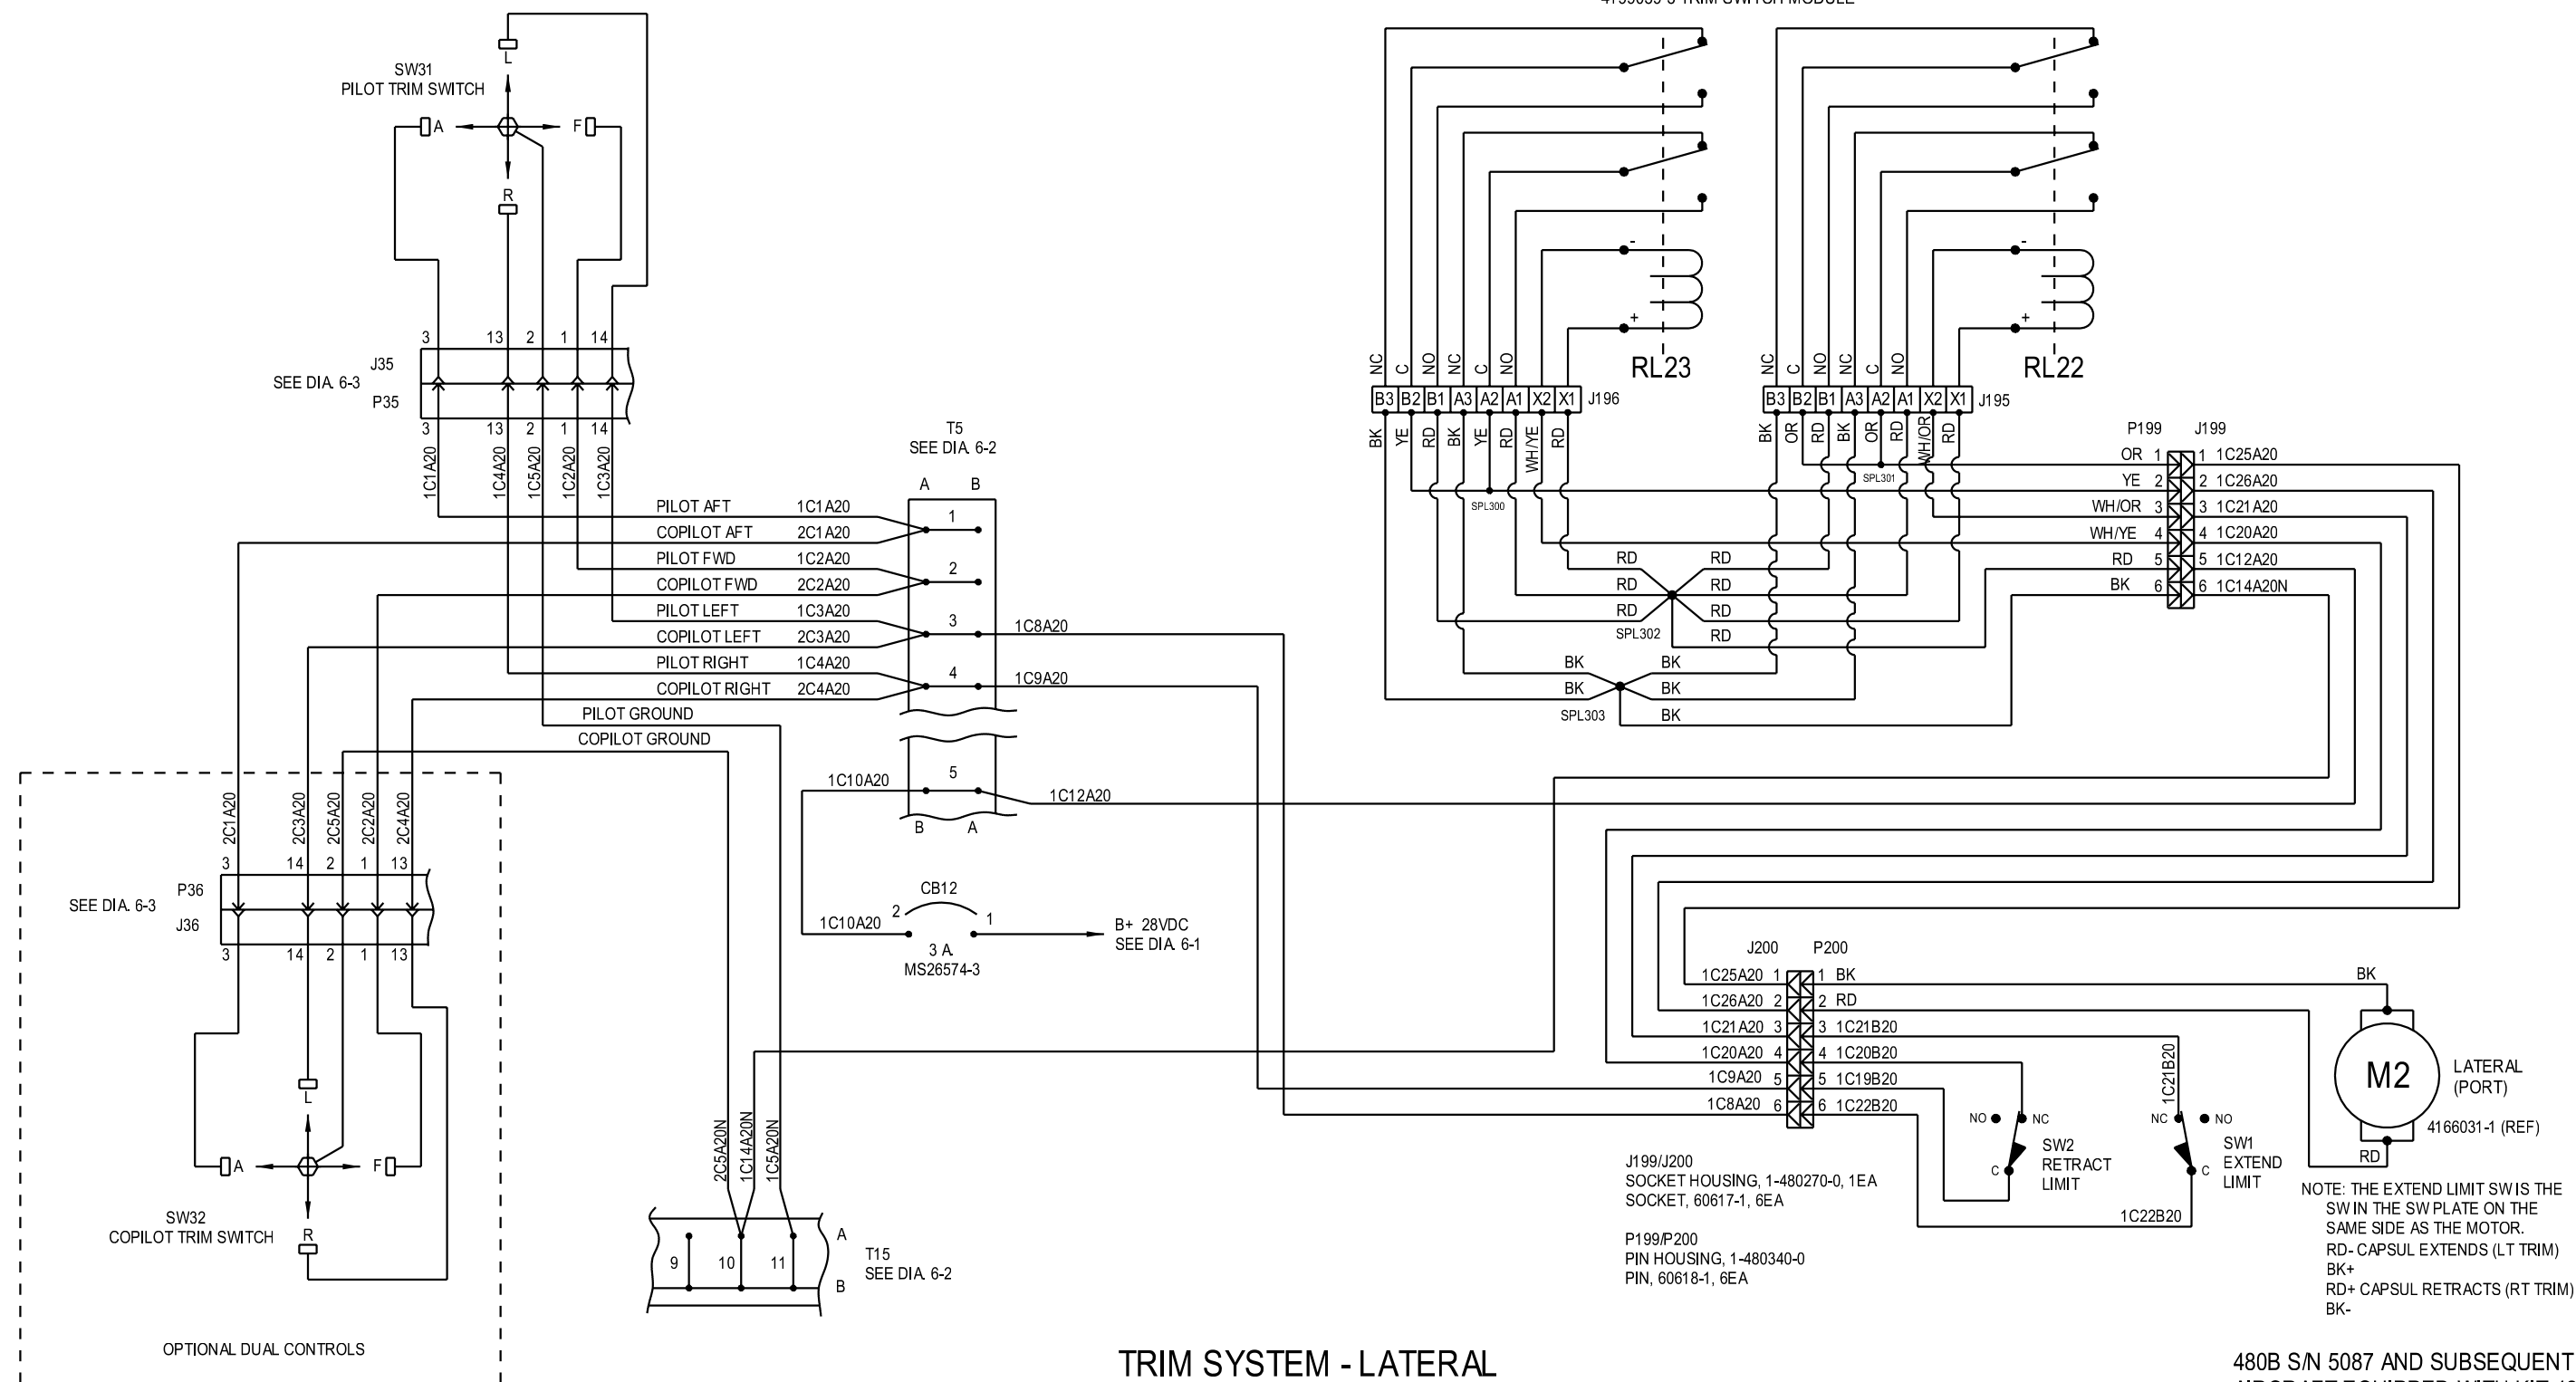 SW31
PILOT TRIM SWITCH
L
A
F
R
3 13 2 1 14
J35
SEE DIA. 6-3
P35
3 13 2 1 14
1C1A20
1C4A20
1C5A20
1C2A20
1C3A20
T5
SEE DIA. 6-2
A B
PILOT AFT 1C1A20
1
COPILOT AFT 2C1A20
PILOT FWD 1C2A20
2
COPILOT FWD 2C2A20
PILOT LEFT 1C3A20
3
1C8A20
COPILOT LEFT 2C3A20
PILOT RIGHT 1C4A20
4
1C9A20
COPILOT RIGHT 2C4A20
PILOT GROUND
COPILOT GROUND
1C10A20
5
1C12A20
B A
CB12
1C10A20
2
1
3 A.
MS26574-3
B+ 28VDC
SEE DIA. 6-1
2C1A20
2C3A20
2C5A20
2C2A20
2C4A20
3 14 2 1 13
P36
SEE DIA. 6-3
J36
3 14 2 1 13
L
A
F
R
SW32
COPILOT TRIM SWITCH
OPTIONAL DUAL CONTROLS
2C5A20N
1C14A20N
1C5A20N
9 10 11
A
T15
SEE DIA. 6-2
B
4199039-3 TRIM SWITCH MODULE
-
+
RL23
NC C NO NC C NO
B3 B2 B1 A3 A2 A1 X2 X1
J196
BK YE RD BK YE RD WH/YE RD
-
+
RL22
NC C NO NC C NO
B3 B2 B1 A3 A2 A1 X2 X1
J195
BK OR RD BK OR RD WH/OR RD
SPL301
SPL300
RD RD
RD RD
RD RD
SPL302 RD
BK BK
BK BK
SPL303 BK
P199 J199
OR 1 1 1C25A20
YE 2 2 1C26A20
WH/OR 3 3 1C21A20
WH/YE 4 4 1C20A20
RD 5 5 1C12A20
BK 6 6 1C14A20N
J200 P200
1C25A20 1 1 BK
1C26A20 2 2 RD
1C21A20 3 3 1C21B20
1C20A20 4 4 1C20B20
1C9A20 5 5 1C19B20
1C8A20 6 6 1C22B20
BK
1C21B20
M2
LATERAL
(PORT)
4166031-1 (REF)
RD
NO NC
C
SW2
RETRACT
LIMIT
NC NO
C
SW1
EXTEND
LIMIT
1C22B20
J199/J200
SOCKET HOUSING, 1-480270-0, 1EA
SOCKET, 60617-1, 6EA
P199/P200
PIN HOUSING, 1-480340-0
PIN, 60618-1, 6EA
NOTE: THE EXTEND LIMIT SW IS THE
SW IN THE SW PLATE ON THE
SAME SIDE AS THE MOTOR.
RD- CAPSUL EXTENDS (LT TRIM)
BK+
RD+ CAPSUL RETRACTS (RT TRIM)
BK-
TRIM SYSTEM - LATERAL
480B S/N 5087 AND SUBSEQUENT